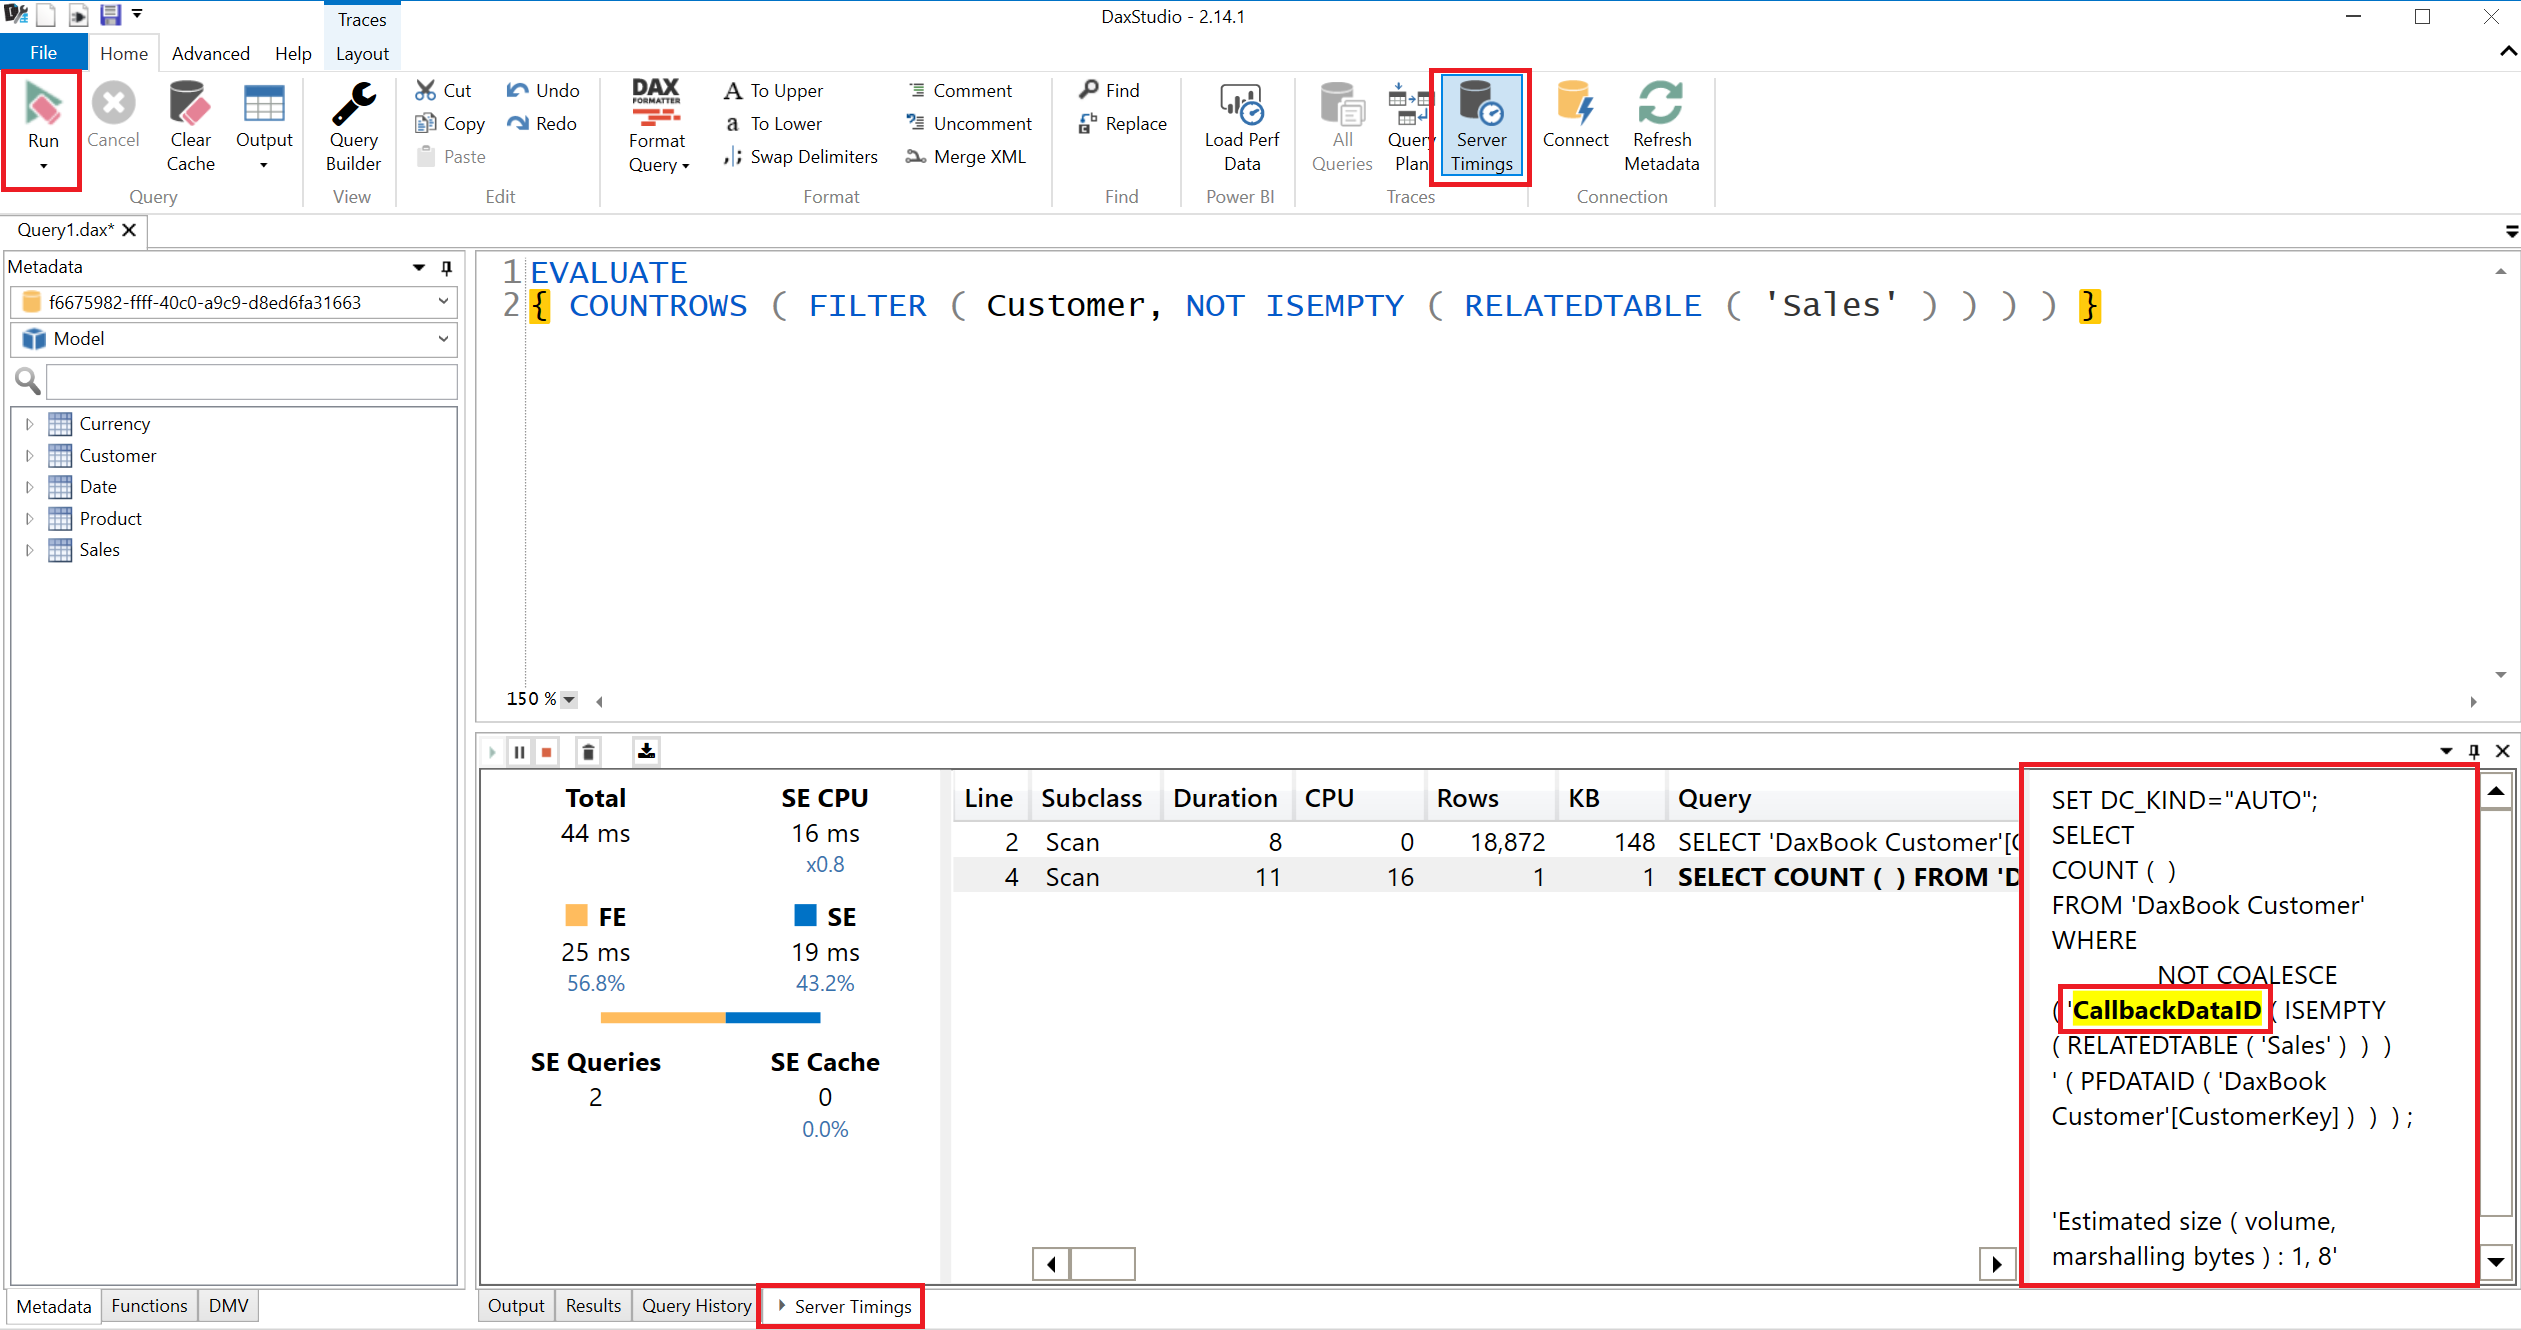 DaxStudio - 2.14.1
Traces
File Home Advanced Help Layout
Run
Cancel
Clear Cache
Output
Query
Query Builder
View
Cut
Copy
Paste
Undo
Redo
Edit
DAX FORMATTER
Format Query
A To Upper
a To Lower
Swap Delimiters
Comment
Uncomment
Merge XML
Format
Find
Replace
Find
Load Perf Data
Power BI
All Queries
Query Plan
Server Timings
Traces
Connect
Refresh Metadata
Connection
Query1.dax*
Metadata
f6675982-ffff-40c0-a9c9-d8ed6fa31663
Model
Currency
Customer
Date
Product
Sales
1 EVALUATE
2 { COUNTROWS ( FILTER ( Customer, NOT ISEMPTY ( RELATEDTABLE ( 'Sales' ) ) ) ) }
150 %
Total SE CPU
44 ms 16 ms
x0.8
FE SE
25 ms 19 ms
56.8% 43.2%
SE Queries SE Cache
2 0
0.0%
Line Subclass Duration CPU Rows KB Query
2 Scan 8 0 18,872 148 SELECT 'DaxBook Customer'[
4 Scan 11 16 1 1 SELECT COUNT ( ) FROM 'D
SET DC_KIND="AUTO";
SELECT
COUNT ( )
FROM 'DaxBook Customer'
WHERE
NOT COALESCE
( 'CallbackDataID ( ISEMPTY
( RELATEDTABLE ( 'Sales' ) ) )
' ( PFDATAID ( 'DaxBook
Customer'[CustomerKey] ) ) ) ;
'Estimated size ( volume,
marshalling bytes ) : 1, 8'
Metadata Functions DMV
Output Results Query History Server Timings